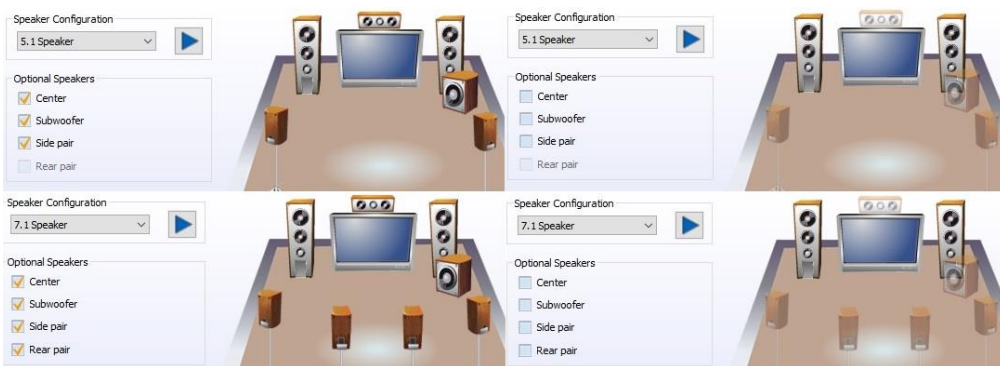 Speaker Configuration
5.1 Speaker
Optional Speakers
Center
Subwoofer
Side pair
Rear pair
Speaker Configuration
5.1 Speaker
Optional Speakers
Center
Subwoofer
Side pair
Rear pair
Speaker Configuration
7.1 Speaker
Optional Speakers
Center
Subwoofer
Side pair
Rear pair
Speaker Configuration
7.1 Speaker
Optional Speakers
Center
Subwoofer
Side pair
Rear pair